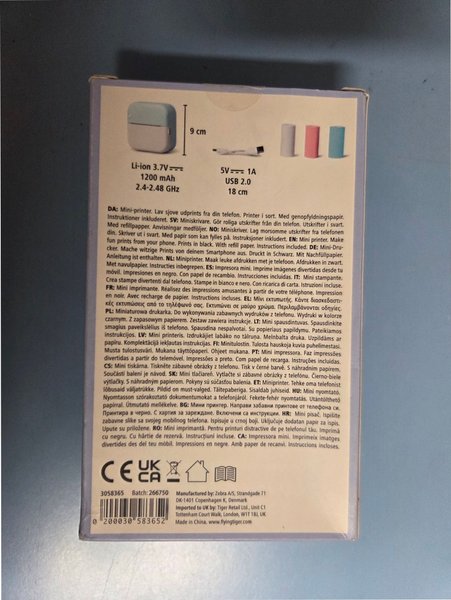 9 cm
Li-ion 3.7V
1200 mAh
2.4-2.48 GHz
5V 1A
USB 2.0
18 cm
DA: Mini-printer. Lav sjove udprints fra din telefon. Printer i sort. Med genopfyldningspapir.
Instruktioner inkluderet. SV: Miniskrivare. Gör roliga utskrifter från din telefon. Utskrifter i svart.
Med refillpapper. Anvisningar medföljer. NO: Miniskriver. Lag morsomme utskrifter fra telefonen
din. Skriver ut i svart. Med papir som kan fylles på. Instruksjoner inkludert. EN: Mini printer. Make
fun prints from your phone. Prints in black. With refill paper. Instructions included. DE: Mini-Dru-
cker. Mache witzige Prints von deinem Smartphone aus. Druckt in Schwarz. Mit Nachfüllpapier.
Anleitung ist enthalten. NL: Miniprinter. Maak leuke afdrukken met je telefoon. Afdrukken in zwart.
Met navulpapier. Instructies inbegrepen. ES: Impresora mini. Imprime imágenes divertidas desde tu
móvil. Impresiones en negro. Con papel de recambio. Instrucciones incluidas. IT: Mini stampante.
Crea stampe divertenti dal telefono. Stampe in bianco e nero. Con ricarica di carta. Istruzioni incluse.
FR: Mini imprimante. Réalise des impressions amusantes à partir de votre téléphone. Impression
en noir. Avec recharge de papier. Instructions incluses. EL: Μίνι εκτυπωτής. Κάντε διασκεδαστι-
κές εκτυπώσεις από το τηλέφωνό σας. Εκτυπώνει σε μαύρο χρώμα. Περιλαμβάνονται οδηγίες.
PL: Miniaturowa drukarka. Do wykonywania zabawnych wydruków z telefonu. Wydruki w kolorze
czarnym. Z zapasowym papierem. Zestaw zawiera instrukcje. LT: Mini spausdintuvas. Spausdinkite
smagius paveikslėlius iš telefono. Spausdina nespalvotai. Su popieriaus papildymu. Pateikiamos
instrukcijos. LV: Mini printeris. Izveido jautras izdrukas no tālruņa. Melnbalta druka. Uzpildāms ar
papīru. Komplektācijā iekļautas instrukcijas. FI: Minitulostin. Tulosta hauskoja kuvia puhelimestasi.
Musta tulostusväri. Mukana täyttöpaperi. Ohjeet mukana. PT: Mini impressora. Faz impressões
divertidas a partir do telemóvel. Impressões em preto. Com papel de recarga. Instruções incluídas.
CS: Mini tiskárna. Tiskněte zábavné obrázky z telefonu. Tisk v černé barvě. S náhradním papírem.
Součástí balení je návod. SK: Mini tlačiareň. Vytlačte si zábavné obrázky z telefónu. Čierno-biele
výtlačky. S náhradným papierom. Pokyny sú súčasťou balenia. ET: Miniprinter. Tehke oma telefonist
lõbusaid väljatrükke. Pildid on must-valged. Täitepaberiga. Sisaldab juhiseid. HU: Mini nyomtató.
Nyomtasson szórakoztató dokumentumokat a telefonjáról. Egyszínű nyomtatás. Utántölthető
papírral. Útmutató mellékelve. BG: Мини принтер. Направи забавни принтове от телефона си.
Принтира в черно. С хартия за зареждане. Включени са инструкции. HR: Mini pisač. Ispišite
zabavne slike sa svojeg mobilnog telefona. Ispisuje u crnoj boji. Uključuje dodatan papir za ispis.
Upute su priložene. RO: Mini imprimantă. Pentru printuri distractive de pe telefonul tău. Imprimă
cu negru. Cu hârtie de rezervă. Instrucțiuni incluse. CA: Impressora mini. Imprimeix imatges
divertides des del mòbil. Imprimeix en negre. Amb paper de recanvi. Instruccions incloses.
CE UK CA
3058365 Batch: 266750
0 200030 583652
Manufactured by: Zebra A/S, Strandgade 71
DK-1401 Copenhagen K, Denmark
Imported to UK by: Tiger Retail Ltd., Unit C1
Tottenham Court Walk, London, W1T 1BJ, UK
Made in China. www.flyingtiger.com